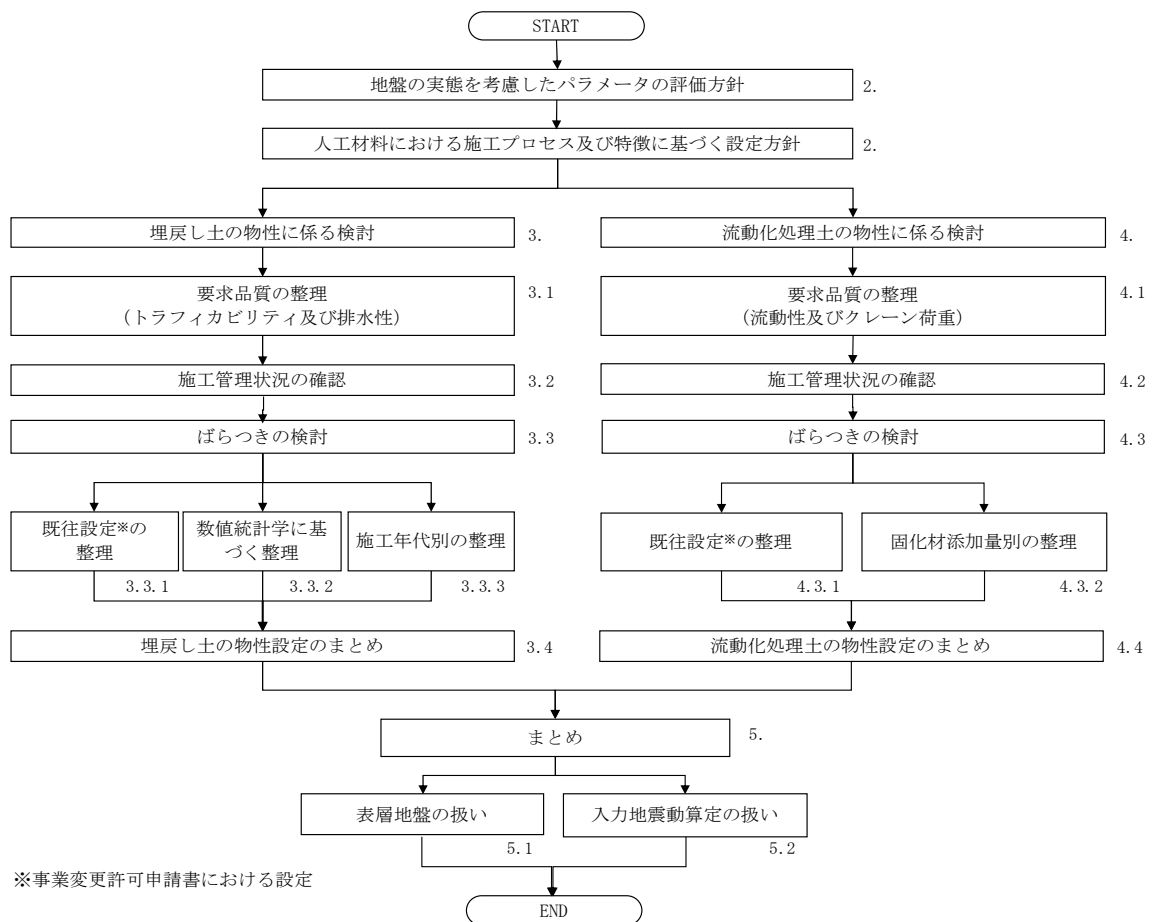 START
地盤の実態を考慮したパラメータの評価方針
2.
人工材料における施工プロセス及び特徴に基づく設定方針
2.
埋戻し土の物性に係る検討
3.
要求品質の整理
(トラフィカビリティ及び排水性)
3.1
施工管理状況の確認
3.2
ばらつきの検討
3.3
既往設定※の
整理
3.3.1
数値統計学に基
づく整理
3.3.2
施工年代別の整理
3.3.3
埋戻し土の物性設定のまとめ
3.4
流動化処理土の物性に係る検討
4.
要求品質の整理
(流動性及びクレーン荷重)
4.1
施工管理状況の確認
4.2
ばらつきの検討
4.3
既往設定※の整理
4.3.1
固化材添加量別の整理
4.3.2
流動化処理土の物性設定のまとめ
4.4
まとめ
5.
表層地盤の扱い
5.1
入力地震動算定の扱い
5.2
※事業変更許可申請書における設定
END